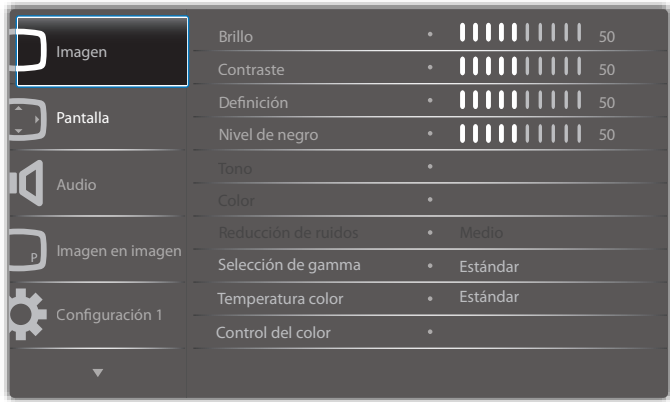 Imagen
Pantalla
Audio
P
Imagen en imagen
Configuración 1
Brillo • 50
Contraste • 50
Definición • 50
Nivel de negro • 50
Tono •
Color •
Reducción de ruidos • Medio
Selección de gamma • Estándar
Temperatura color • Estándar
Control del color •